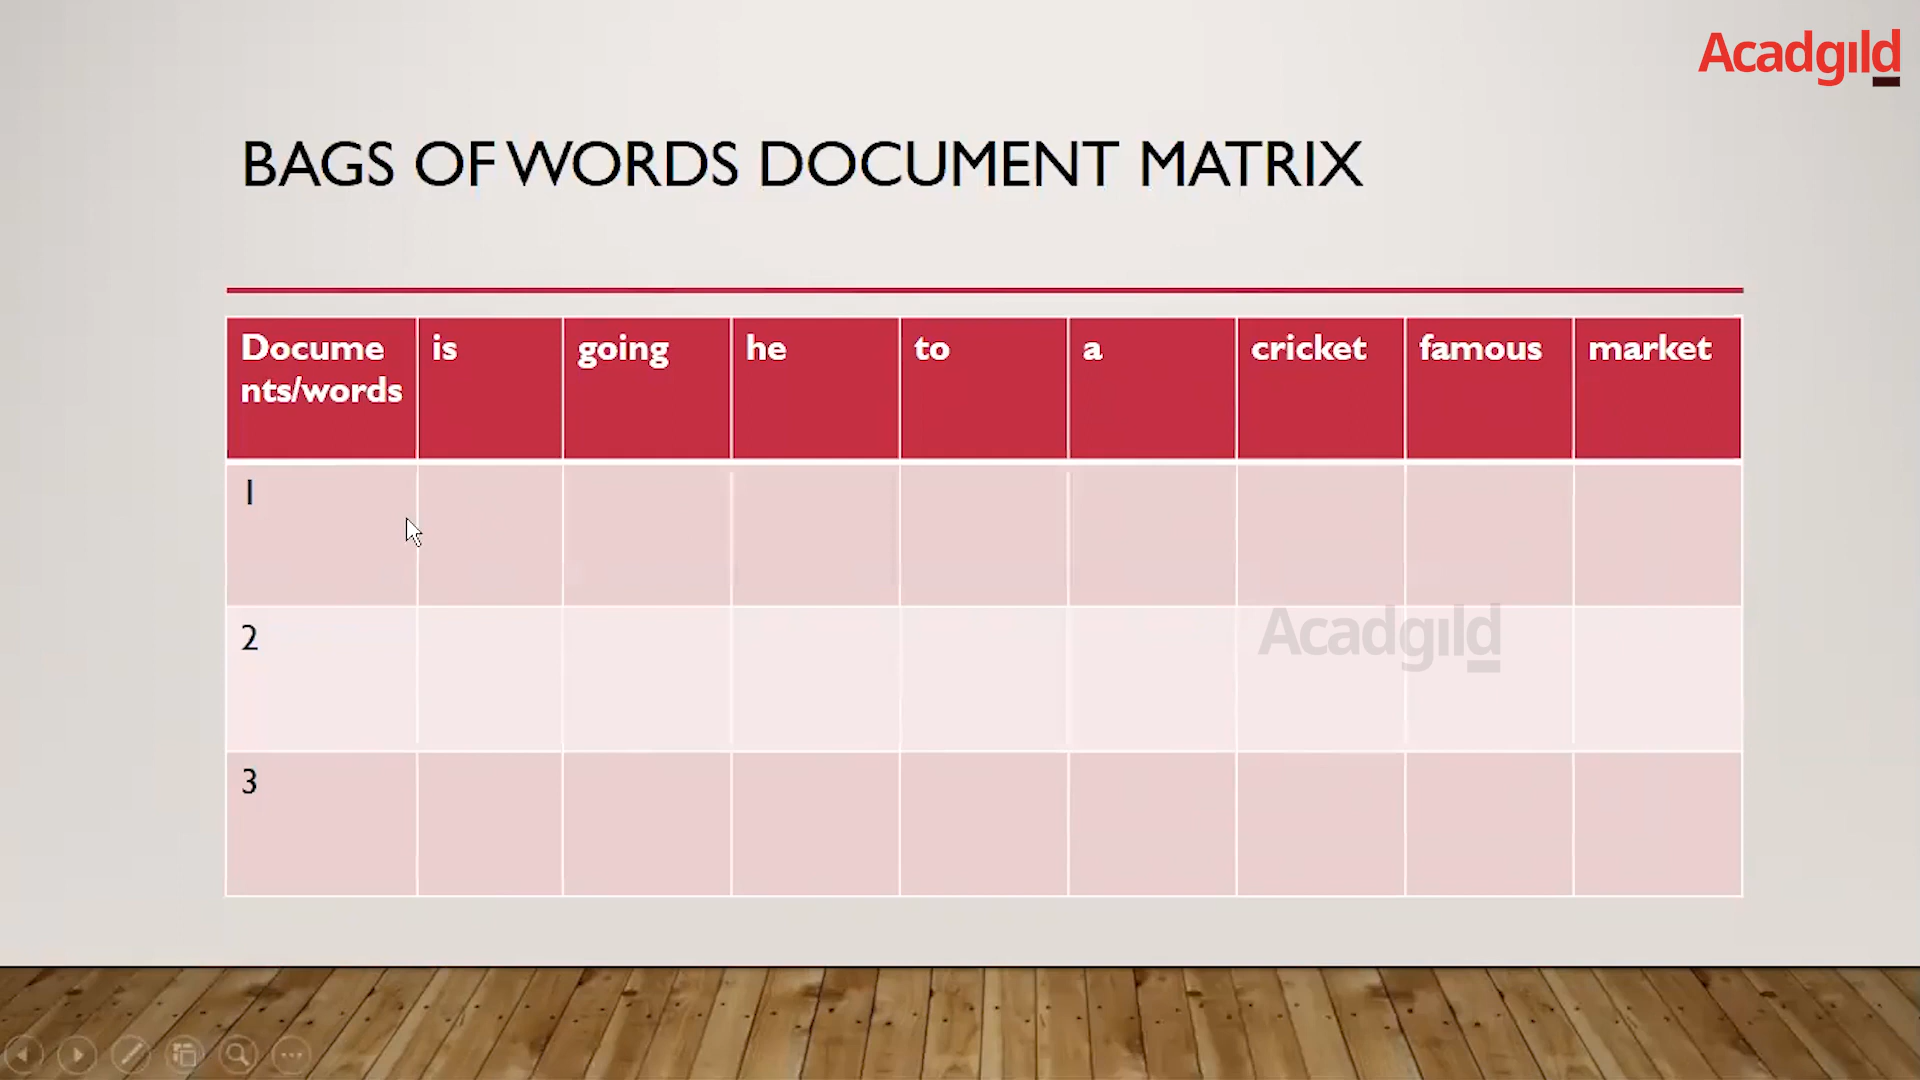 Acadgild
BAGS OF WORDS DOCUMENT MATRIX
Docume
nts/words
is
going
he
to
a
cricket
famous
market
1
2
Acadgild
3